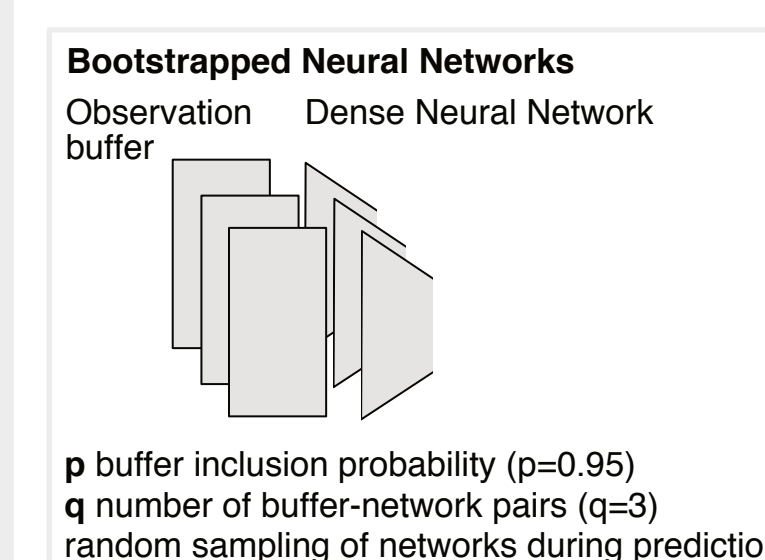 Bootstrapped Neural Networks
Observation buffer
Dense Neural Network
p buffer inclusion probability (p=0.95)
q number of buffer-network pairs (q=3)
random sampling of networks during predictio